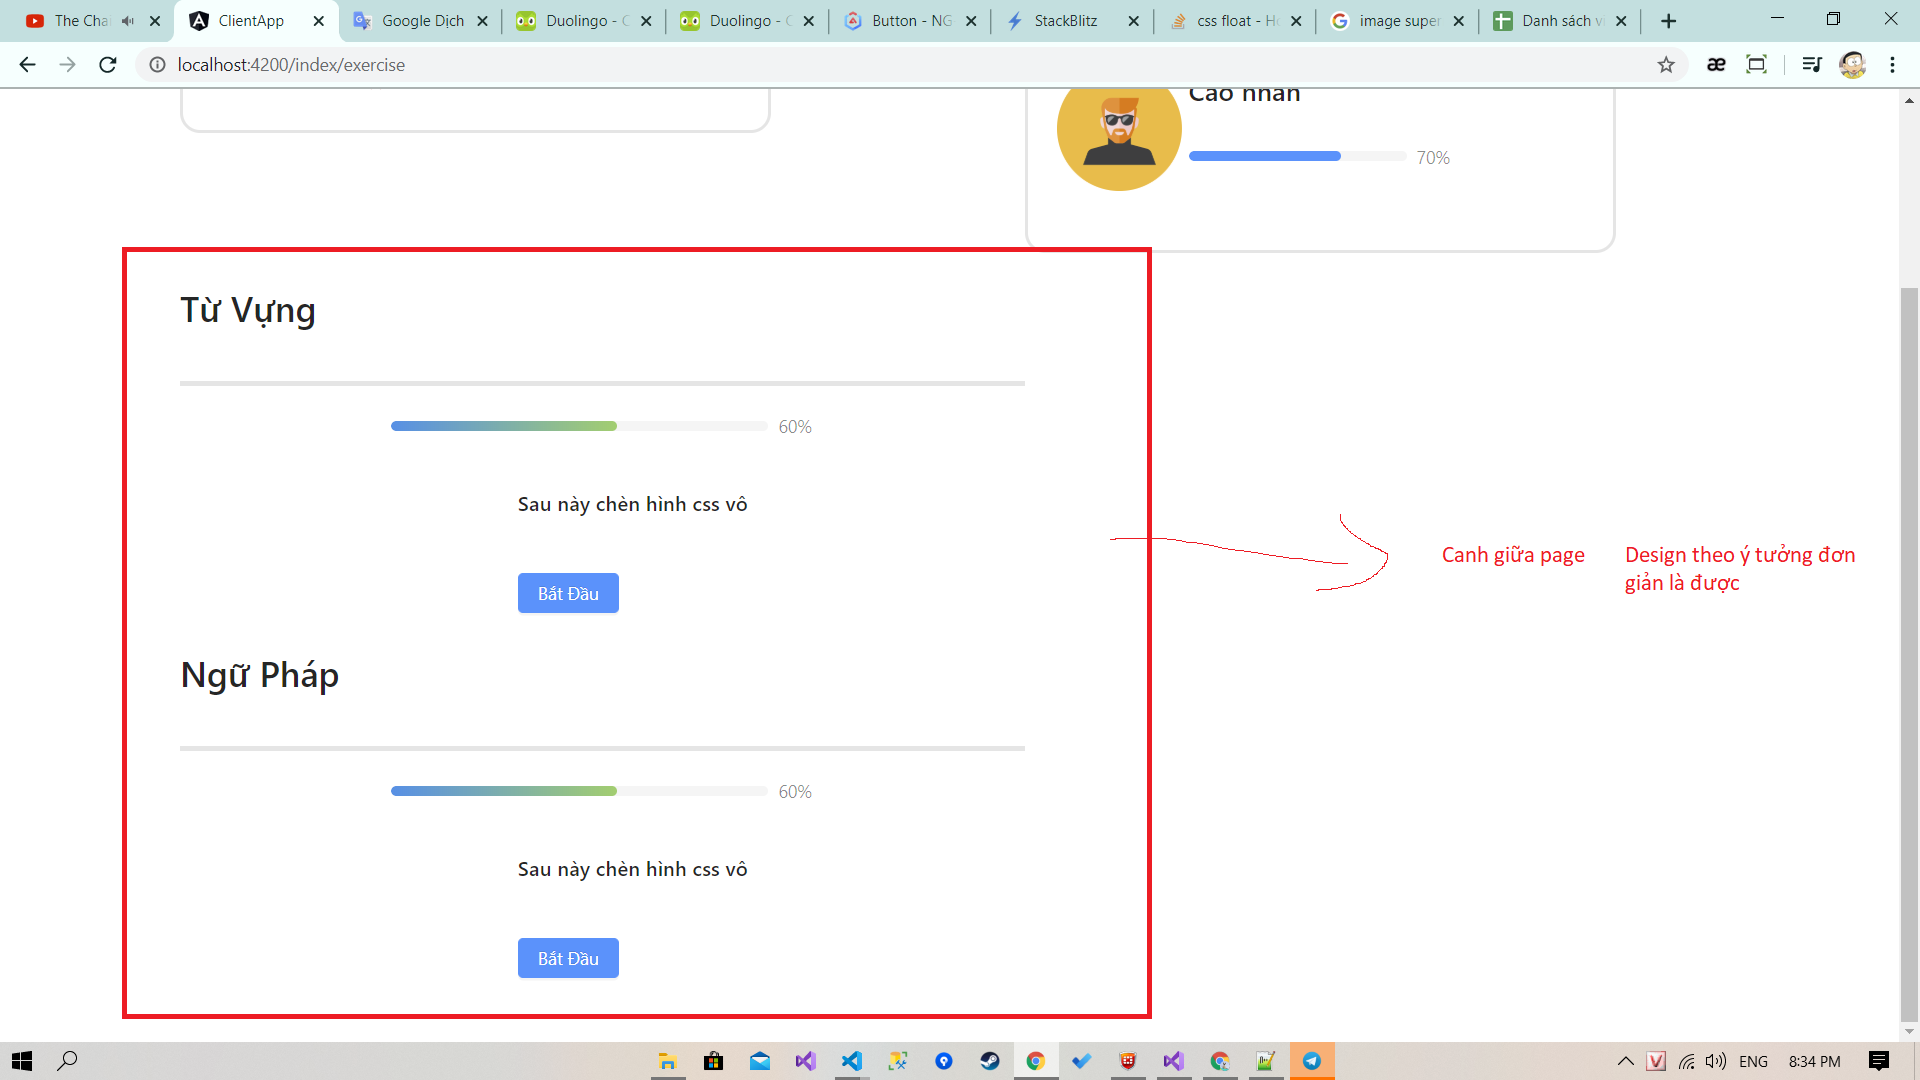 The Cha
ClientApp
Google Dịch
Duolingo - C
Duolingo - C
Button - NG
StackBlitz
css float - Ho
image super
Danh sách vi
localhost:4200/index/exercise
Cao nhân
70%
Từ Vựng
60%
Sau này chèn hình css vô
Bắt Đầu
Canh giữa page
Design theo ý tưởng đơn
giản là được
Ngữ Pháp
60%
Sau này chèn hình css vô
Bắt Đầu
ENG
8:34 PM